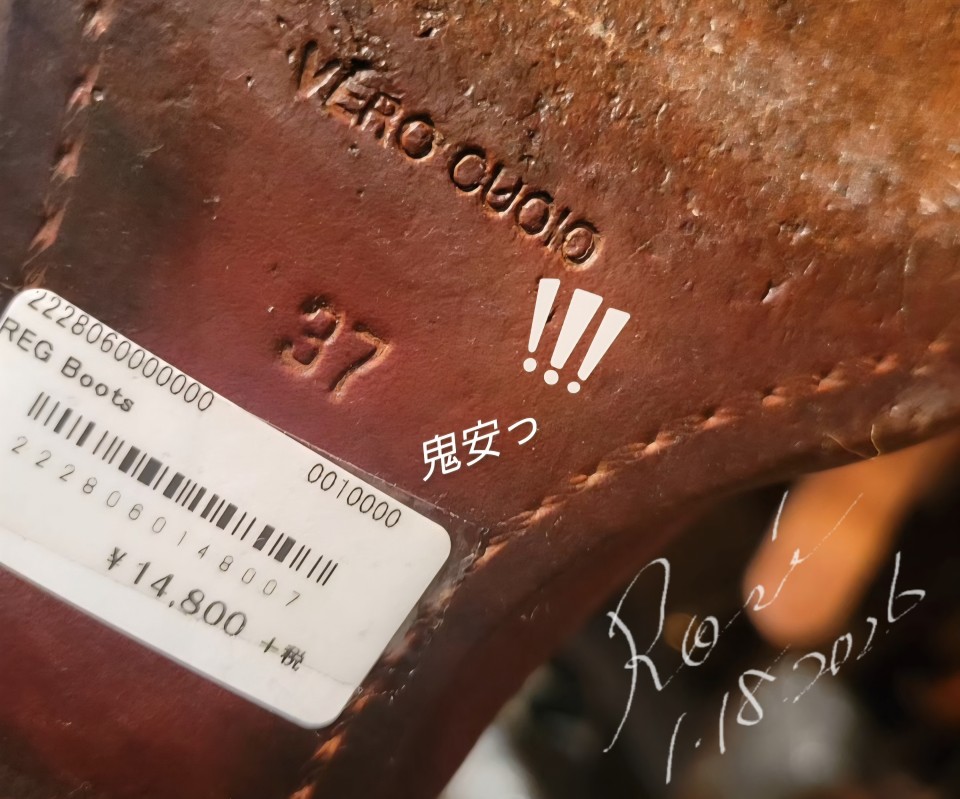 VERO CUOIO
37
!!!
鬼安っ
2228060000000
REG Boots
0010000
2228060148007
¥14,800 +税
1.18 2026